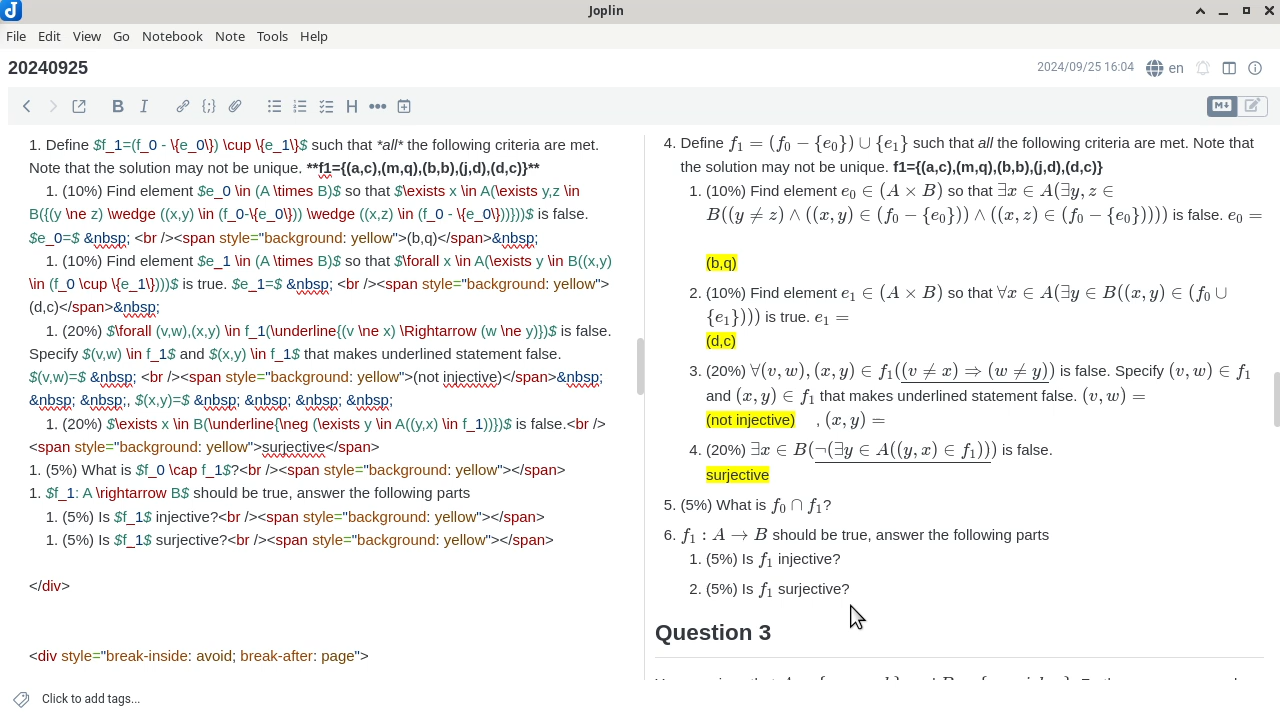 Joplin
File Edit View Go Notebook Note Tools Help
20240925
2024/09/25 16:04 en
B I H
M↓
1. Define $f_1=(f_0 - \{e_0\}) \cup \{e_1\}$ such that *all* the following criteria are met.
Note that the solution may not be unique. **f1={(a,c),(m,q),(b,b),(j,d),(d,c)}**
1. (10%) Find element $e_0 \in (A \times B)$ so that $\exists x \in A(\exists y,z \in
B({(y \ne z) \wedge ((x,y) \in (f_0-\{e_0\})) \wedge ((x,z) \in (f_0 - \{e_0\}))}))$ is false.
$e_0=$ &nbsp; <br /><span style="background: yellow">(b,q)</span>&nbsp;
1. (10%) Find element $e_1 \in (A \times B)$ so that $\forall x \in A(\exists y \in B((x,y)
\in (f_0 \cup \{e_1\})))$ is true. $e_1=$ &nbsp; <br /><span style="background: yellow">
(d,c)</span>&nbsp;
1. (20%) $\forall (v,w),(x,y) \in f_1(\underline{(v \ne x) \Rightarrow (w \ne y)})$ is false.
Specify $(v,w) \in f_1$ and $(x,y) \in f_1$ that makes underlined statement false.
$(v,w)=$ &nbsp; <br /><span style="background: yellow">(not injective)</span>&nbsp;
&nbsp; &nbsp;, $(x,y)=$ &nbsp; &nbsp; &nbsp; &nbsp;
1. (20%) $\exists x \in B(\underline{\neg (\exists y \in A((y,x) \in f_1))})$ is false.<br />
<span style="background: yellow">surjective</span>
1. (5%) What is $f_0 \cap f_1$?<br /><span style="background: yellow"></span>
1. $f_1: A \rightarrow B$ should be true, answer the following parts
1. (5%) Is $f_1$ injective?<br /><span style="background: yellow"></span>
1. (5%) Is $f_1$ surjective?<br /><span style="background: yellow"></span>
</div>
<div style="break-inside: avoid; break-after: page">
4. Define f₁ = (f₀ − {e₀}) ∪ {e₁} such that all the following criteria are met. Note that
the solution may not be unique. f1={(a,c),(m,q),(b,b),(j,d),(d,c)}
1. (10%) Find element e₀ ∈ (A × B) so that ∃x ∈ A(∃y, z ∈
B((y ≠ z) ∧ ((x, y) ∈ (f₀ − {e₀})) ∧ ((x, z) ∈ (f₀ − {e₀})))) is false. e₀ =
(b,q)
2. (10%) Find element e₁ ∈ (A × B) so that ∀x ∈ A(∃y ∈ B((x, y) ∈ (f₀ ∪
{e₁}))) is true. e₁ =
(d,c)
3. (20%) ∀(v, w), (x, y) ∈ f₁((v ≠ x) ⇒ (w ≠ y)) is false. Specify (v, w) ∈ f₁
and (x, y) ∈ f₁ that makes underlined statement false. (v, w) =
(not injective) , (x, y) =
4. (20%) ∃x ∈ B(¬(∃y ∈ A((y, x) ∈ f₁))) is false.
surjective
5. (5%) What is f₀ ∩ f₁?
6. f₁ : A → B should be true, answer the following parts
1. (5%) Is f₁ injective?
2. (5%) Is f₁ surjective?
Question 3
Click to add tags...